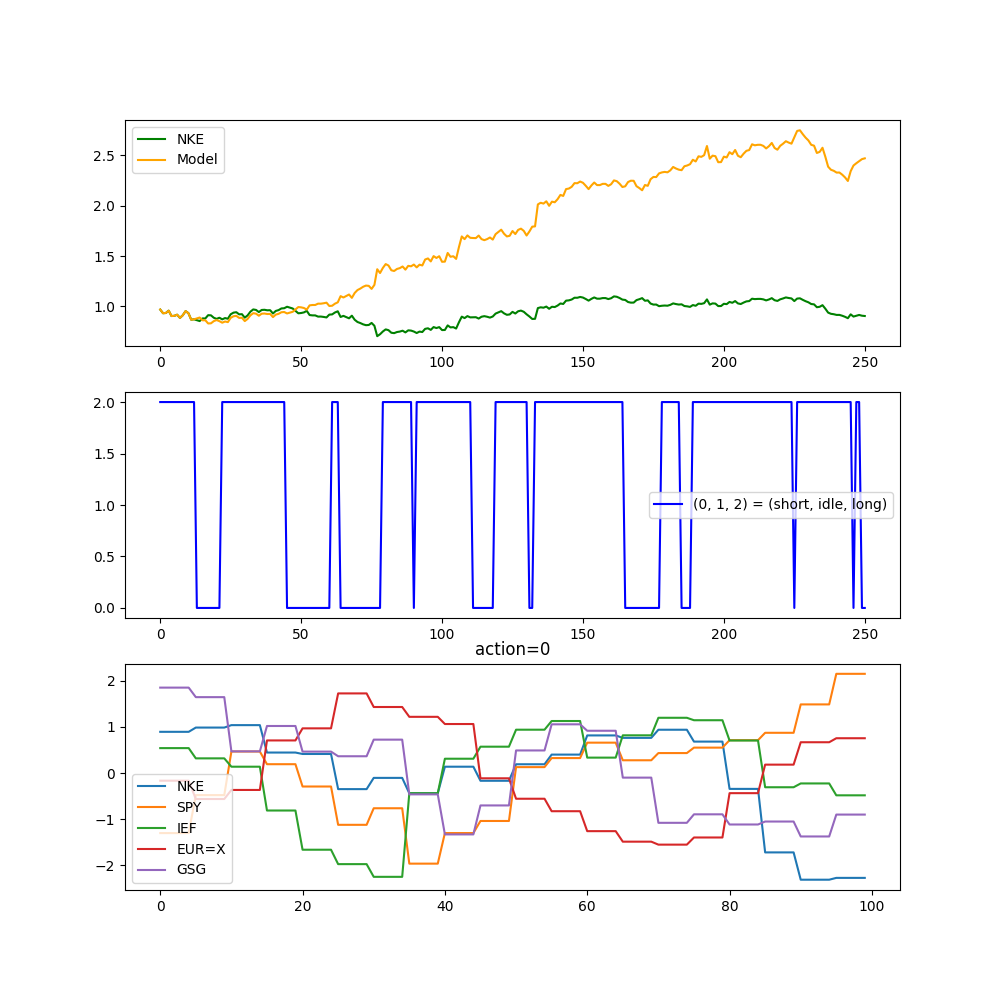 NKE
Model
2.5
2.0
1.5
1.0
0 50 100 150 200 250
2.0
1.5
1.0
0.5
0.0
(0, 1, 2) = (short, idle, long)
0 50 100 150 200 250
action=0
2
1
0
−1
−2
NKE
SPY
IEF
EUR=X
GSG
0 20 40 60 80 100